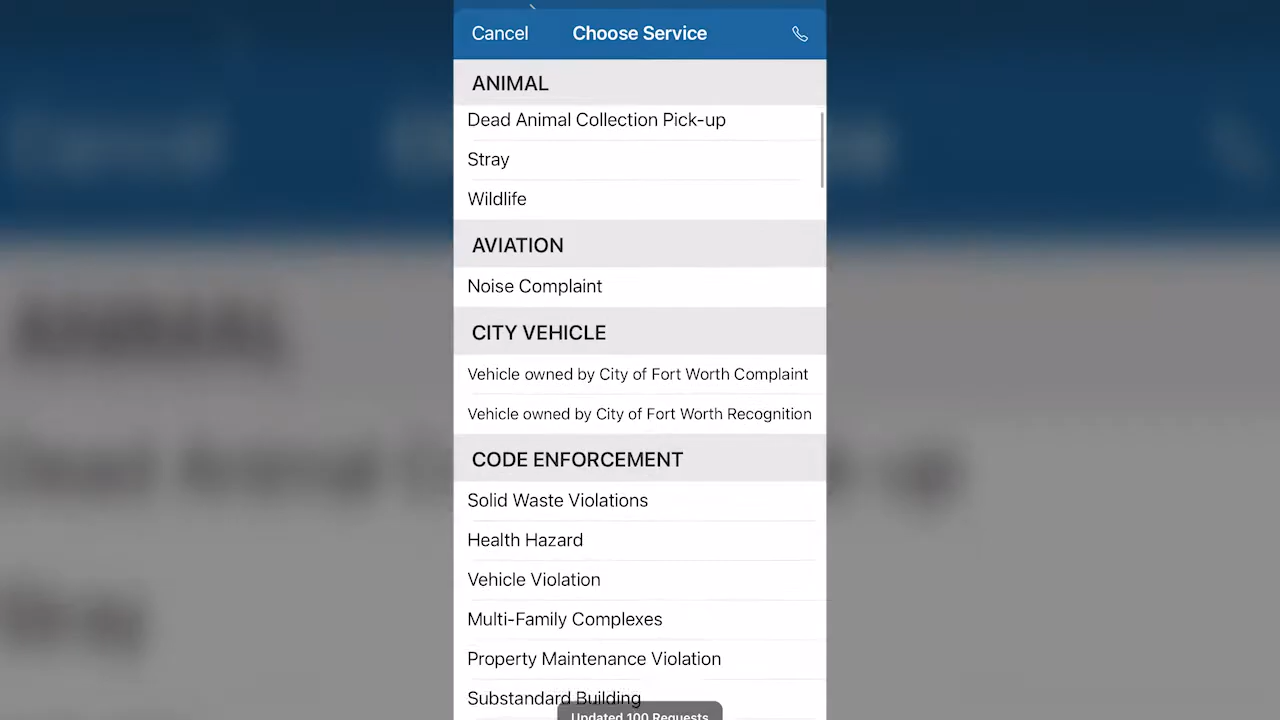 Cancel
Choose Service
ANIMAL
Dead Animal Collection Pick-up
Stray
Wildlife
AVIATION
Noise Complaint
CITY VEHICLE
Vehicle owned by City of Fort Worth Complaint
Vehicle owned by City of Fort Worth Recognition
CODE ENFORCEMENT
Solid Waste Violations
Health Hazard
Vehicle Violation
Multi-Family Complexes
Property Maintenance Violation
Substandard Building
Updated 100 Requests